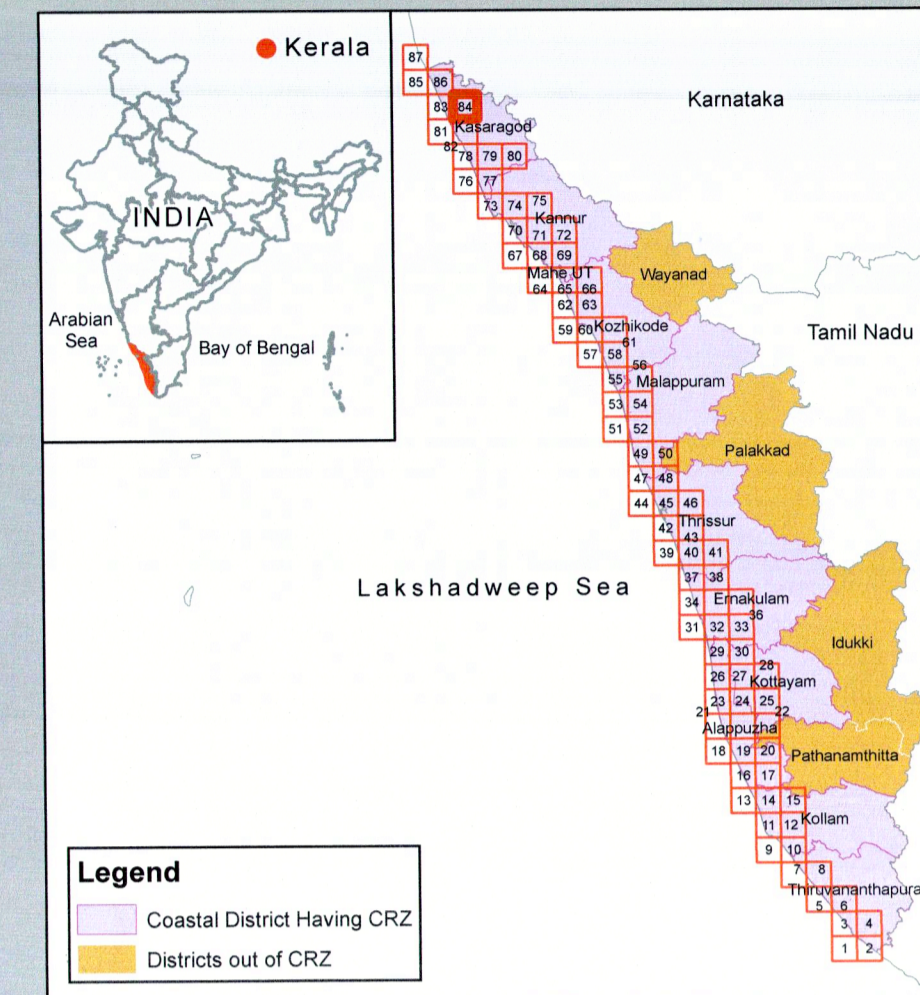 Kerala
INDIA
Arabian
Sea
Bay of Bengal
Karnataka
Tamil Nadu
Lakshadweep Sea
87
85 86
83 84
Kasaragod
81
82
78 79 80
76 77
73 74 75
Kannur
70 71 72
67 68 69
Mahe UT
64 65 66
Wayanad
62 63
59 60 Kozhikode
61
57 58
56
55 Malappuram
53 54
51 52
49 50 Palakkad
47 48
44 45 46
42 Thrissur
43
39 40 41
37 38
34 Ernakulam
36
31 32 33
Idukki
29 30
28
26 27 Kottayam
23 24 25
21 22
Alappuzha
18 19 20 Pathanamthitta
16 17
13 14 15
11 12 Kollam
9 10
7 8
Thiruvananthapura
5 6
3 4
1 2
Legend
Coastal District Having CRZ
Districts out of CRZ